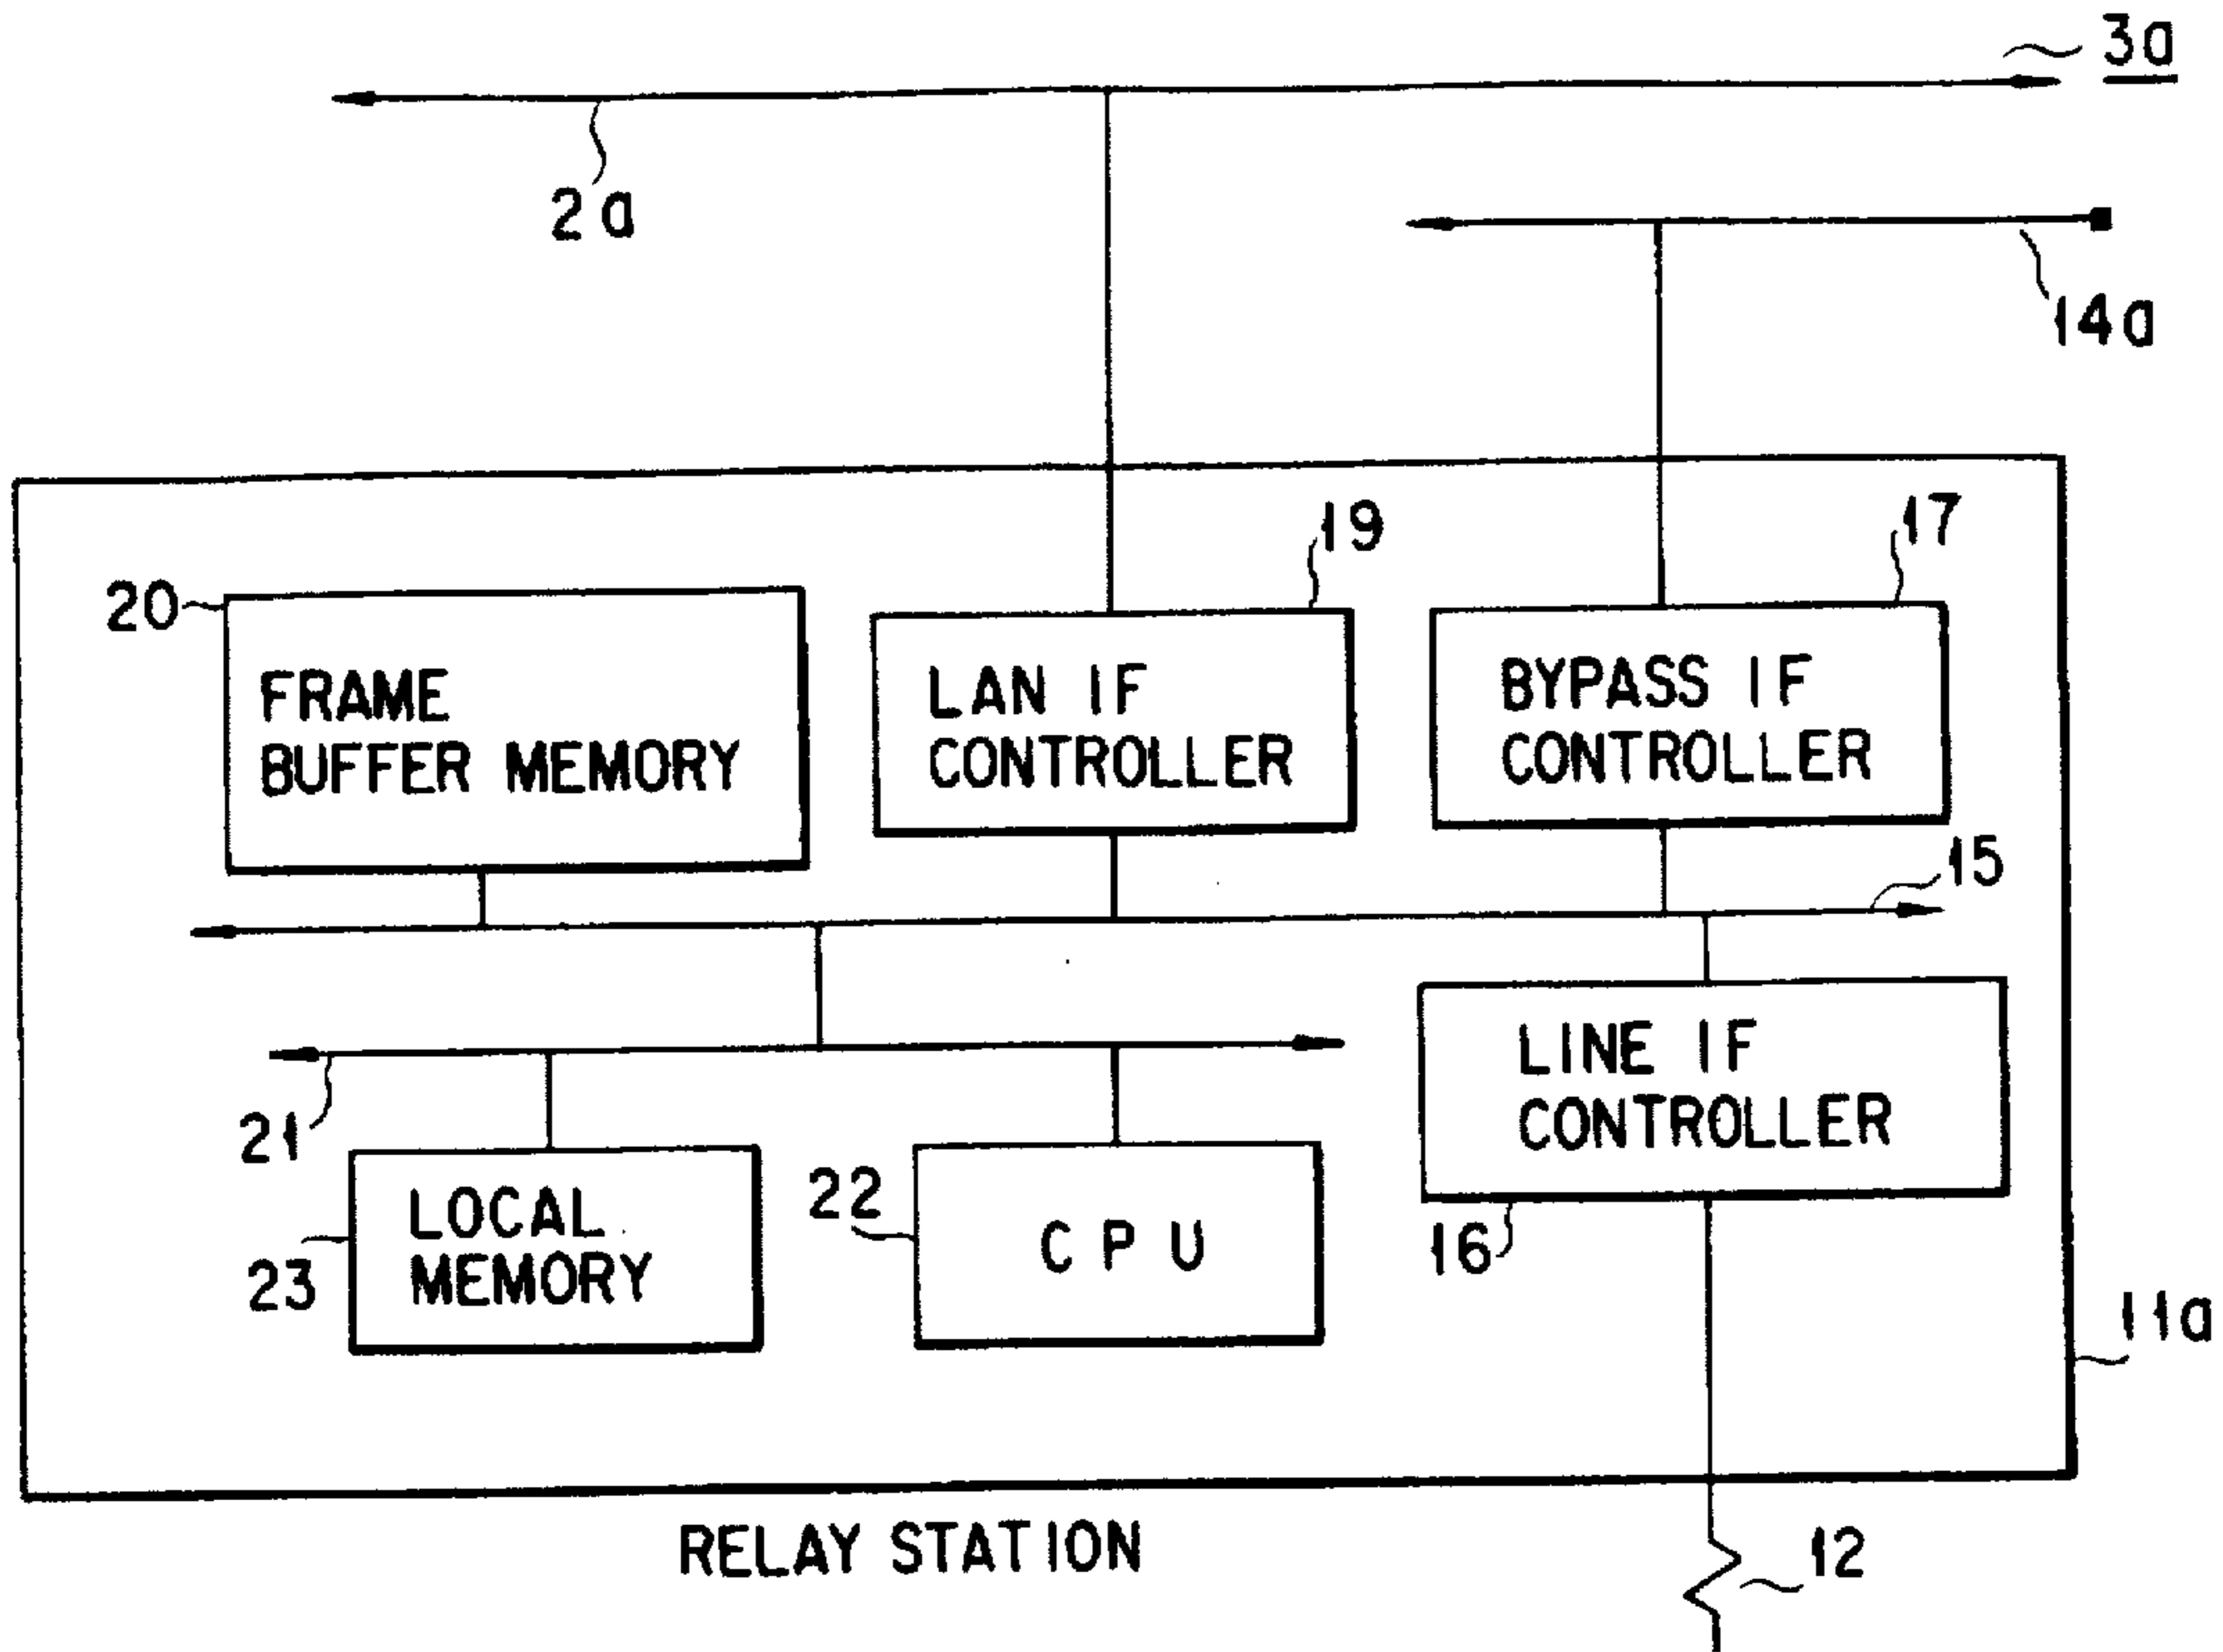 3a
2a
14a
19
17
20
FRAME
BUFFER MEMORY
LAN IF
CONTROLLER
BYPASS IF
CONTROLLER
15
LINE IF
CONTROLLER
21
22
LOCAL
MEMORY
CPU
23
16
11a
RELAY STATION
12